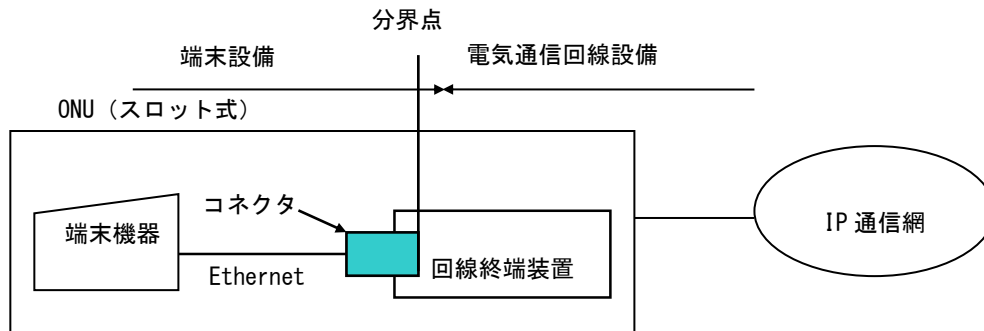 分界点
端末設備
電気通信回線設備
ONU（スロット式）
コネクタ
端末機器
IP 通信網
回線終端装置
Ethernet